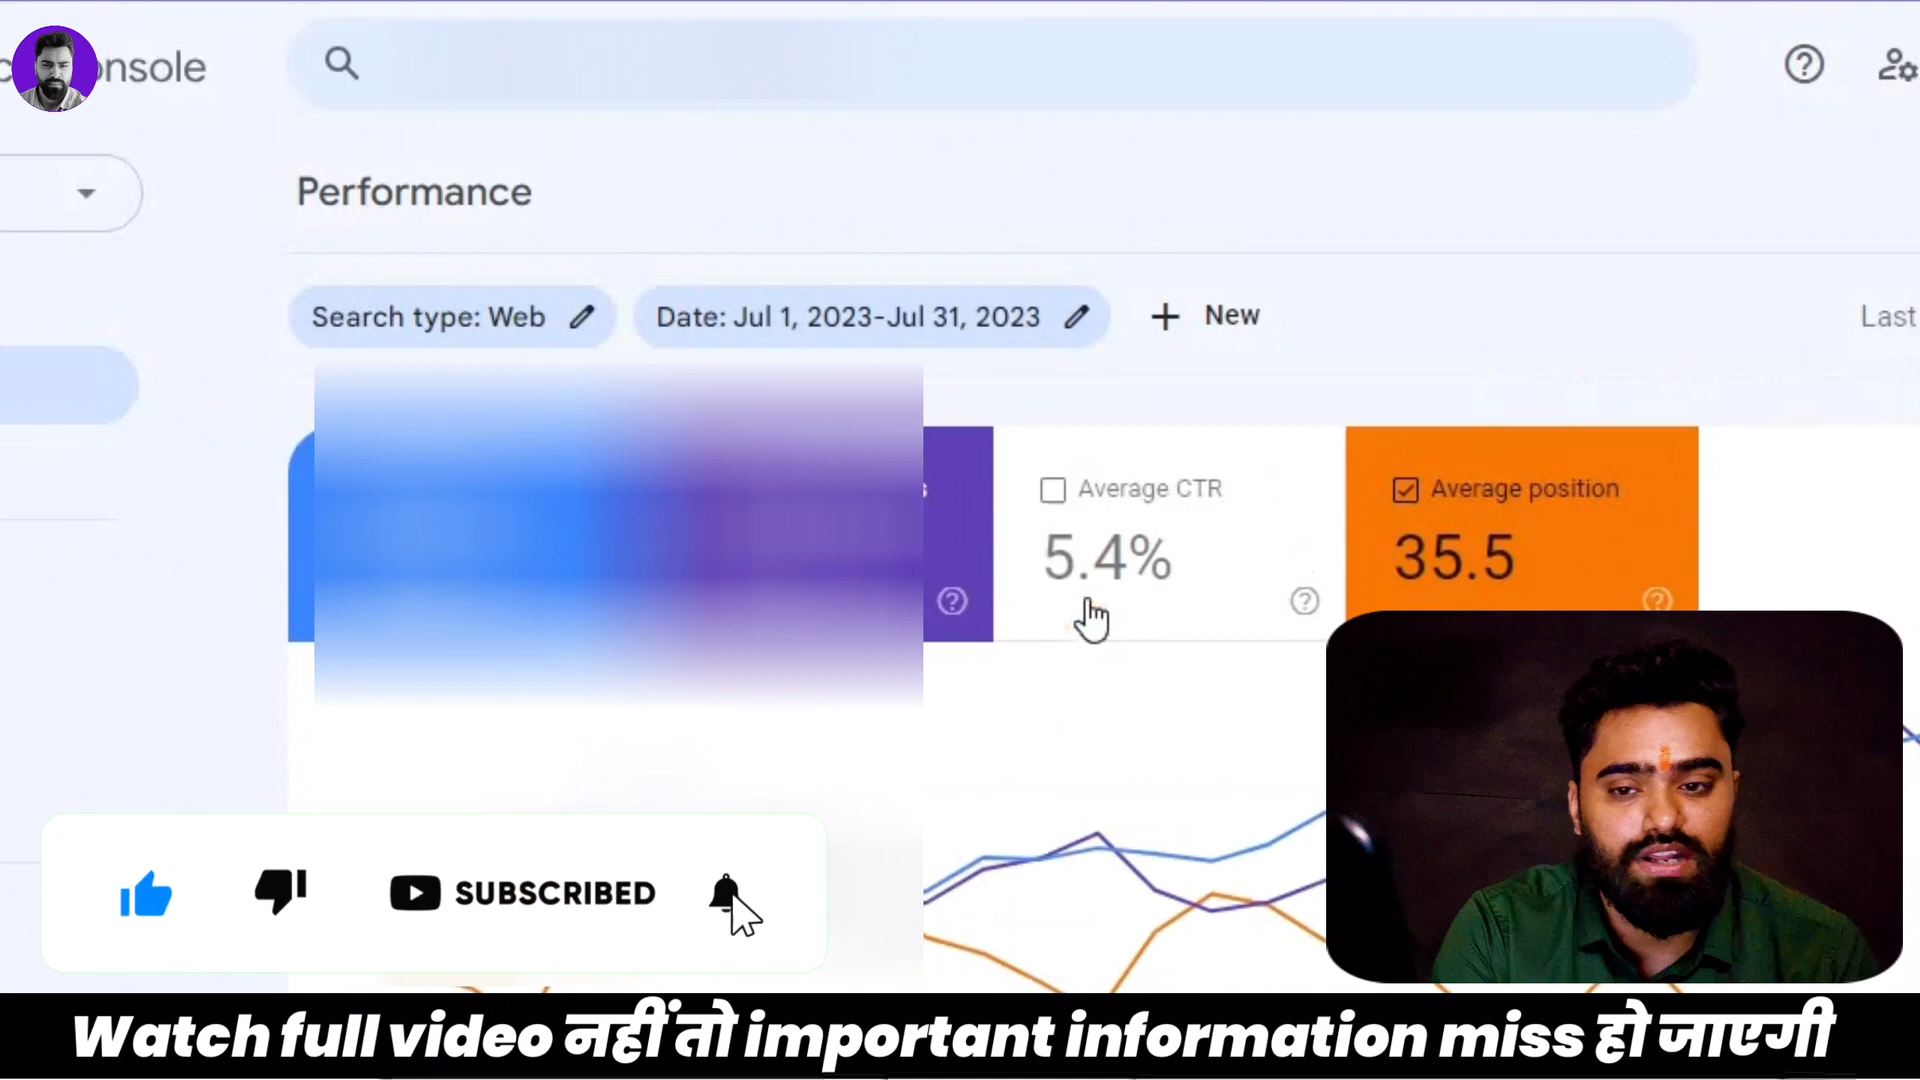 onsole
Performance
Search type: Web
Date: Jul 1, 2023-Jul 31, 2023
+ New
Last
Average CTR
5.4%
Average position
35.5
SUBSCRIBED
Watch full video नहीं तो important information miss हो जाएगी